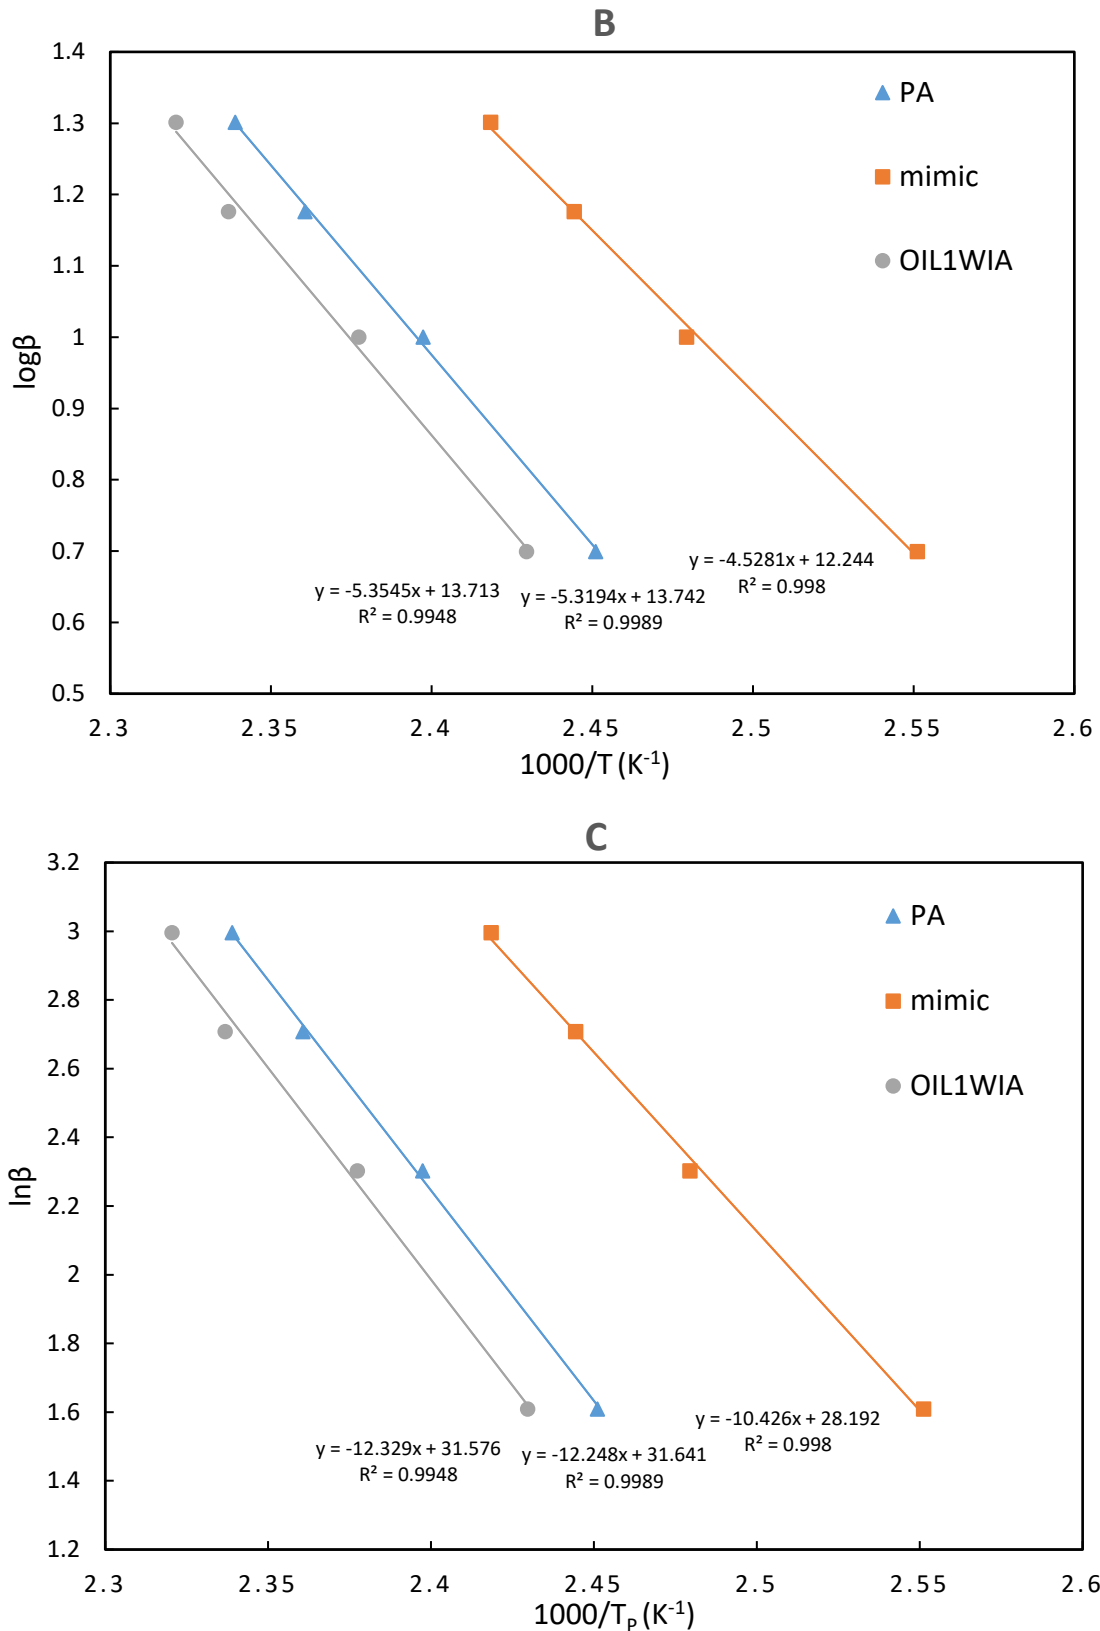 B
1.4
1.3
1.2
1.1
1
0.9
0.8
0.7
0.6
0.5
logβ
PA
mimic
OIL1WIA
y = -4.5281x + 12.244
R² = 0.998
y = -5.3545x + 13.713
R² = 0.9948
y = -5.3194x + 13.742
R² = 0.9989
2.3 2.35 2.4 2.45 2.5 2.55 2.6
1000/T (K⁻¹)
C
3.2
3
2.8
2.6
2.4
2.2
2
1.8
1.6
1.4
1.2
lnβ
PA
mimic
OIL1WIA
y = -10.426x + 28.192
R² = 0.998
y = -12.329x + 31.576
R² = 0.9948
y = -12.248x + 31.641
R² = 0.9989
2.3 2.35 2.4 2.45 2.5 2.55 2.6
1000/Tₚ (K⁻¹)